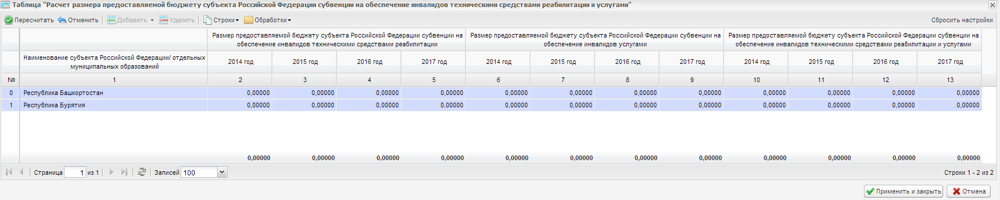 Таблица "Расчет размера предоставляемой бюджету субъекта Российской Федерации субвенции на обеспечение инвалидов техническими средствами реабилитации и услугами"
Пересчитать Отменить Добавить Удалить Строки Обработки Сбросить настройки
Размер предоставляемой бюджету субъекта Российской Федерации субвенции на обеспечение инвалидов техническими средствами реабилитации
Размер предоставляемой бюджету субъекта Российской Федерации субвенции на обеспечение инвалидов услугами
Размер предоставляемой бюджету субъекта Российской Федерации субвенции на обеспечение инвалидов техническими средствами реабилитации и услугами
Наименование субъекта Российской Федерации/ отдельных муниципальных образований
2014 год 2015 год 2016 год 2017 год 2014 год 2015 год 2016 год 2017 год 2014 год 2015 год 2016 год 2017 год
№ 1 2 3 4 5 6 7 8 9 10 11 12 13
0 Республика Башкортостан 0,00000 0,00000 0,00000 0,00000 0,00000 0,00000 0,00000 0,00000 0,00000 0,00000 0,00000 0,00000
1 Республика Бурятия 0,00000 0,00000 0,00000 0,00000 0,00000 0,00000 0,00000 0,00000 0,00000 0,00000 0,00000 0,00000
0,00000 0,00000 0,00000 0,00000 0,00000 0,00000 0,00000 0,00000 0,00000 0,00000 0,00000 0,00000
Страница 1 из 1 Записей 100 Строки 1 - 2 из 2
Применить и закрыть Отмена